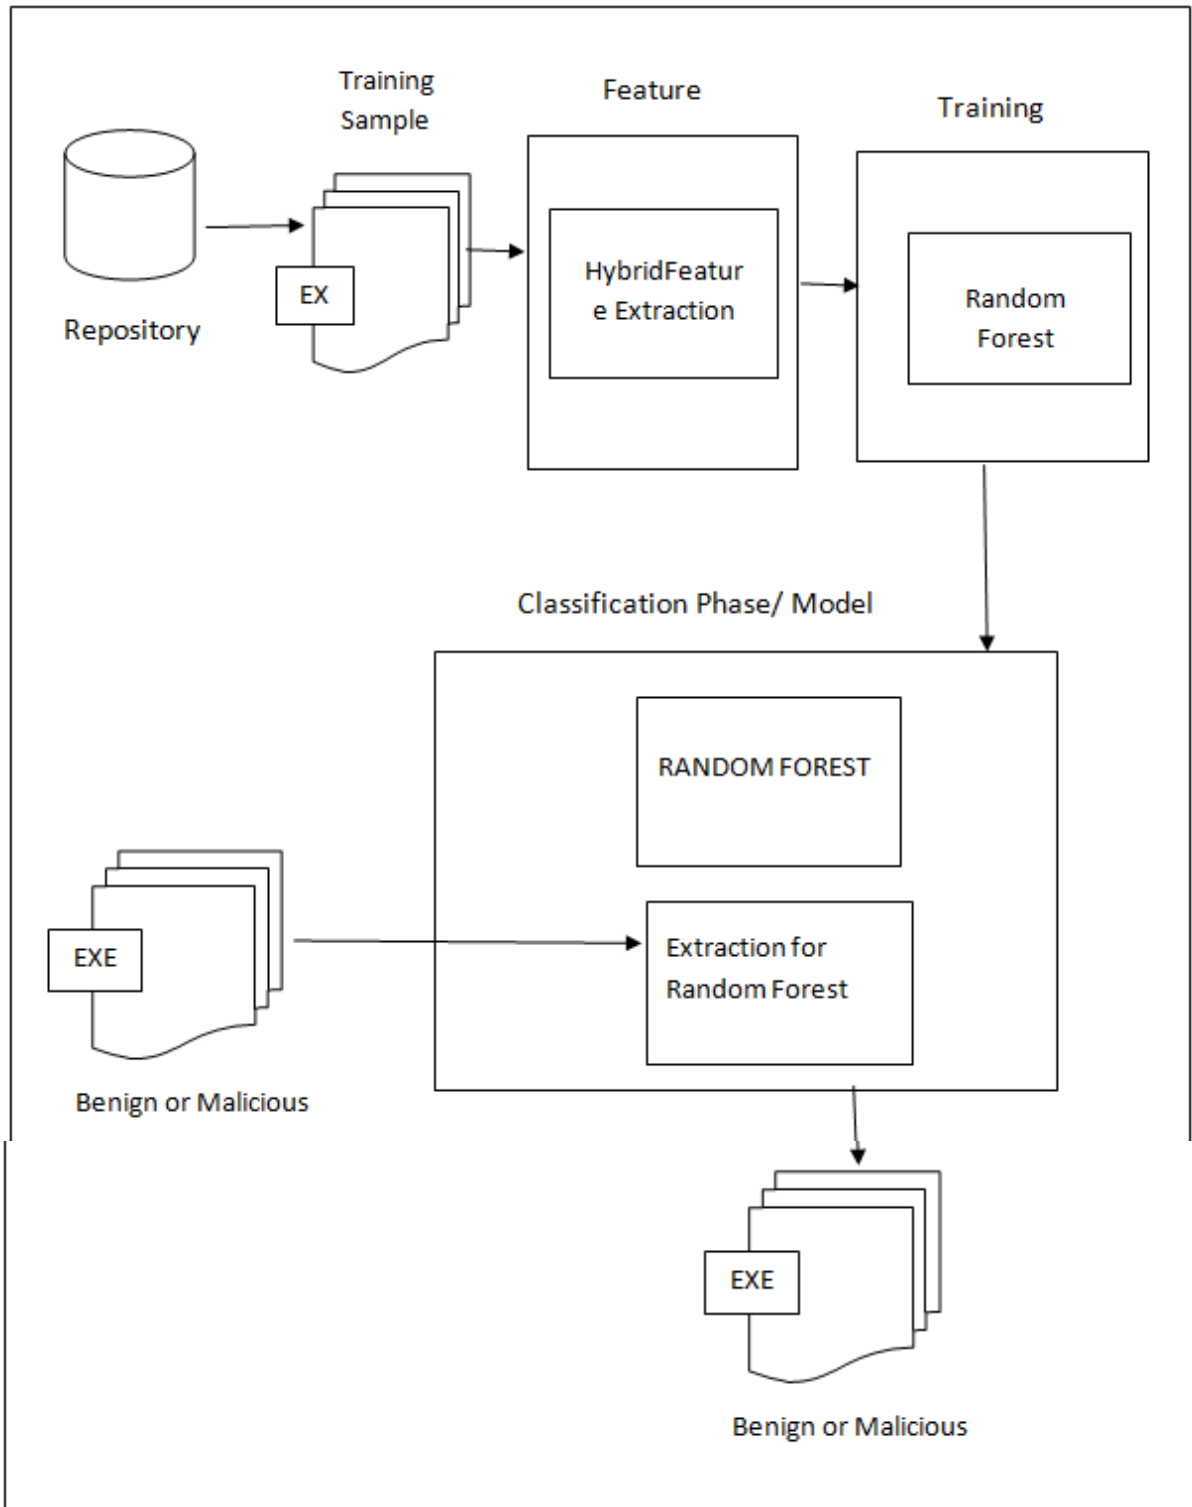 Training
Sample
Feature
Training
Repository
EX
HybridFeatur
e Extraction
Random
Forest
Classification Phase/ Model
RANDOM FOREST
EXE
Extraction for
Random Forest
Benign or Malicious
EXE
Benign or Malicious